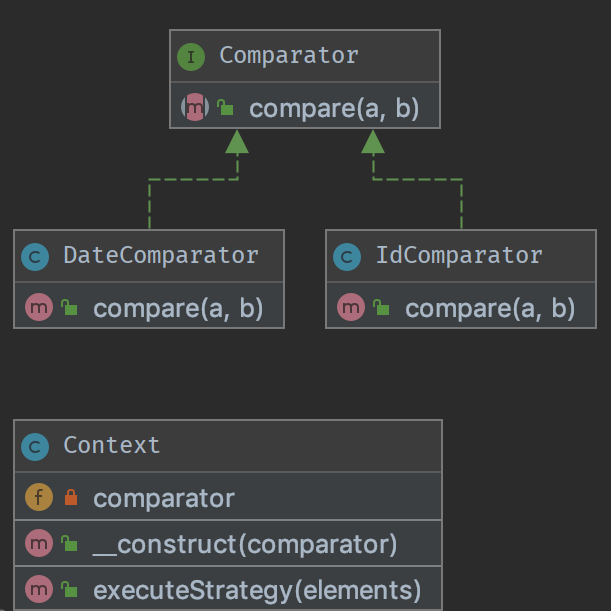 I Comparator
m compare(a, b)
C DateComparator
m compare(a, b)
C IdComparator
m compare(a, b)
C Context
f comparator
m __construct(comparator)
m executeStrategy(elements)